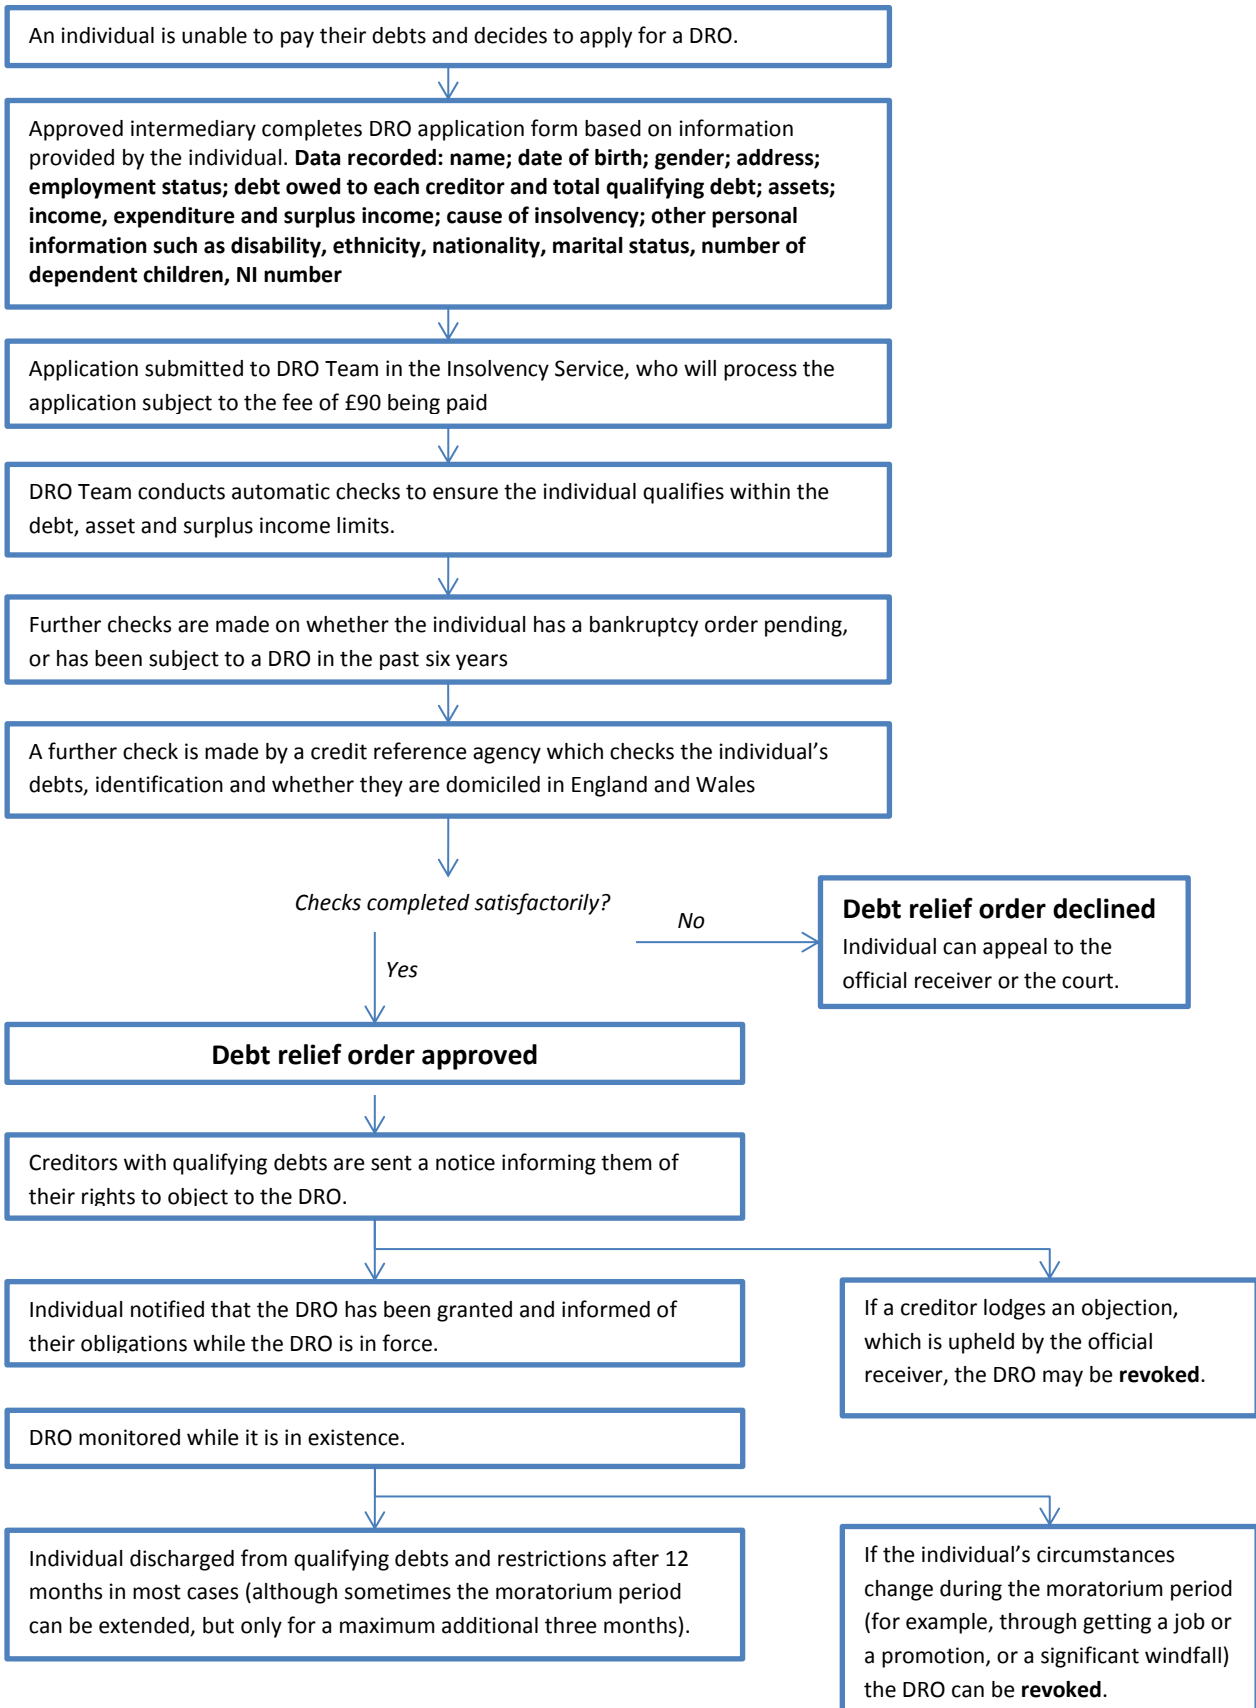 An individual is unable to pay their debts and decides to apply for a DRO.
Approved intermediary completes DRO application form based on information
provided by the individual. Data recorded: name; date of birth; gender; address;
employment status; debt owed to each creditor and total qualifying debt; assets;
income, expenditure and surplus income; cause of insolvency; other personal
information such as disability, ethnicity, nationality, marital status, number of
dependent children, NI number
Application submitted to DRO Team in the Insolvency Service, who will process the
application subject to the fee of £90 being paid
DRO Team conducts automatic checks to ensure the individual qualifies within the
debt, asset and surplus income limits.
Further checks are made on whether the individual has a bankruptcy order pending,
or has been subject to a DRO in the past six years
A further check is made by a credit reference agency which checks the individual’s
debts, identification and whether they are domiciled in England and Wales
Checks completed satisfactorily?
No
Debt relief order declined
Individual can appeal to the
official receiver or the court.
Yes
Debt relief order approved
Creditors with qualifying debts are sent a notice informing them of
their rights to object to the DRO.
Individual notified that the DRO has been granted and informed of
their obligations while the DRO is in force.
If a creditor lodges an objection,
which is upheld by the official
receiver, the DRO may be revoked.
DRO monitored while it is in existence.
Individual discharged from qualifying debts and restrictions after 12
months in most cases (although sometimes the moratorium period
can be extended, but only for a maximum additional three months).
If the individual’s circumstances
change during the moratorium period
(for example, through getting a job or
a promotion, or a significant windfall)
the DRO can be revoked.